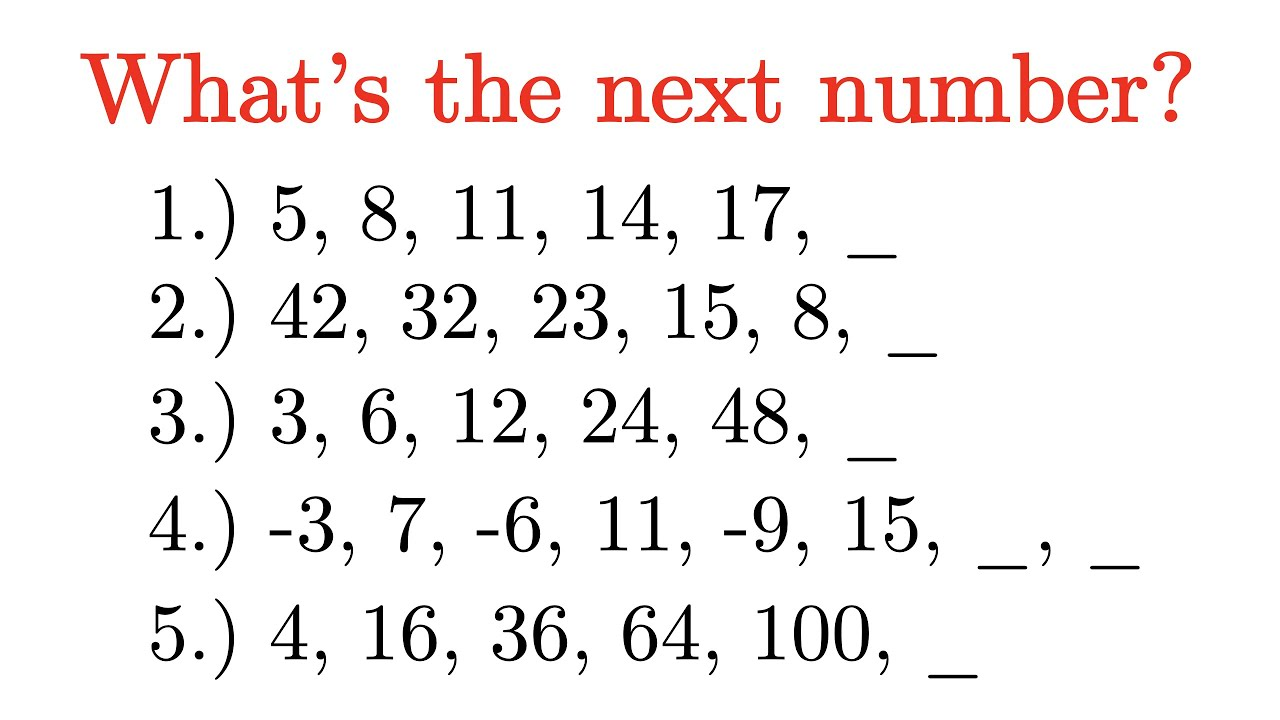 What's the next number?
1.) 5, 8, 11, 14, 17, _
2.) 42, 32, 23, 15, 8, _
3.) 3, 6, 12, 24, 48, _
4.) -3, 7, -6, 11, -9, 15, _, _
5.) 4, 16, 36, 64, 100, _